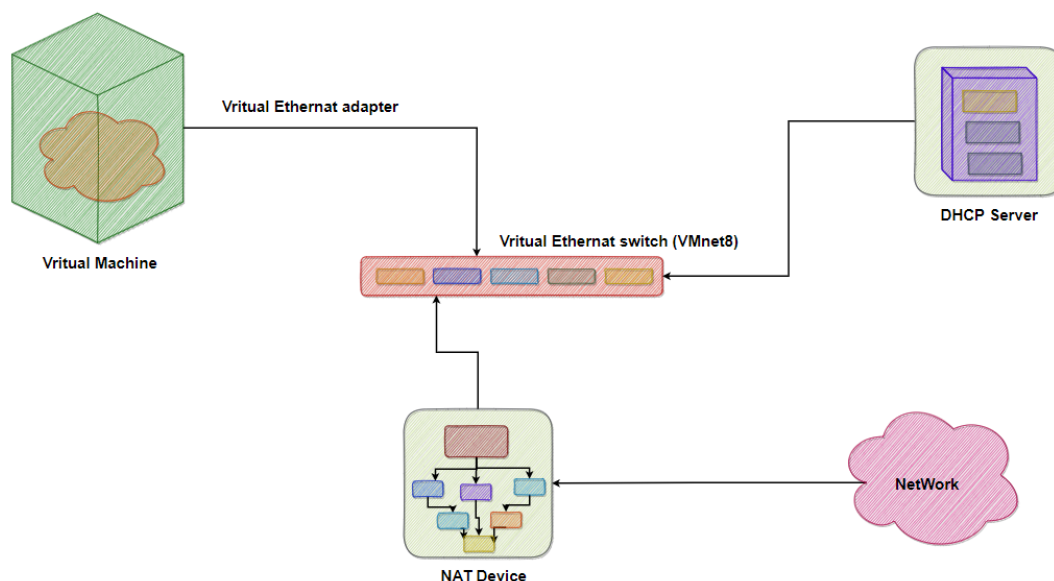 Vritual Ethernat adapter
Vritual Machine
DHCP Server
Vritual Ethernat switch (VMnet8)
NetWork
NAT Device